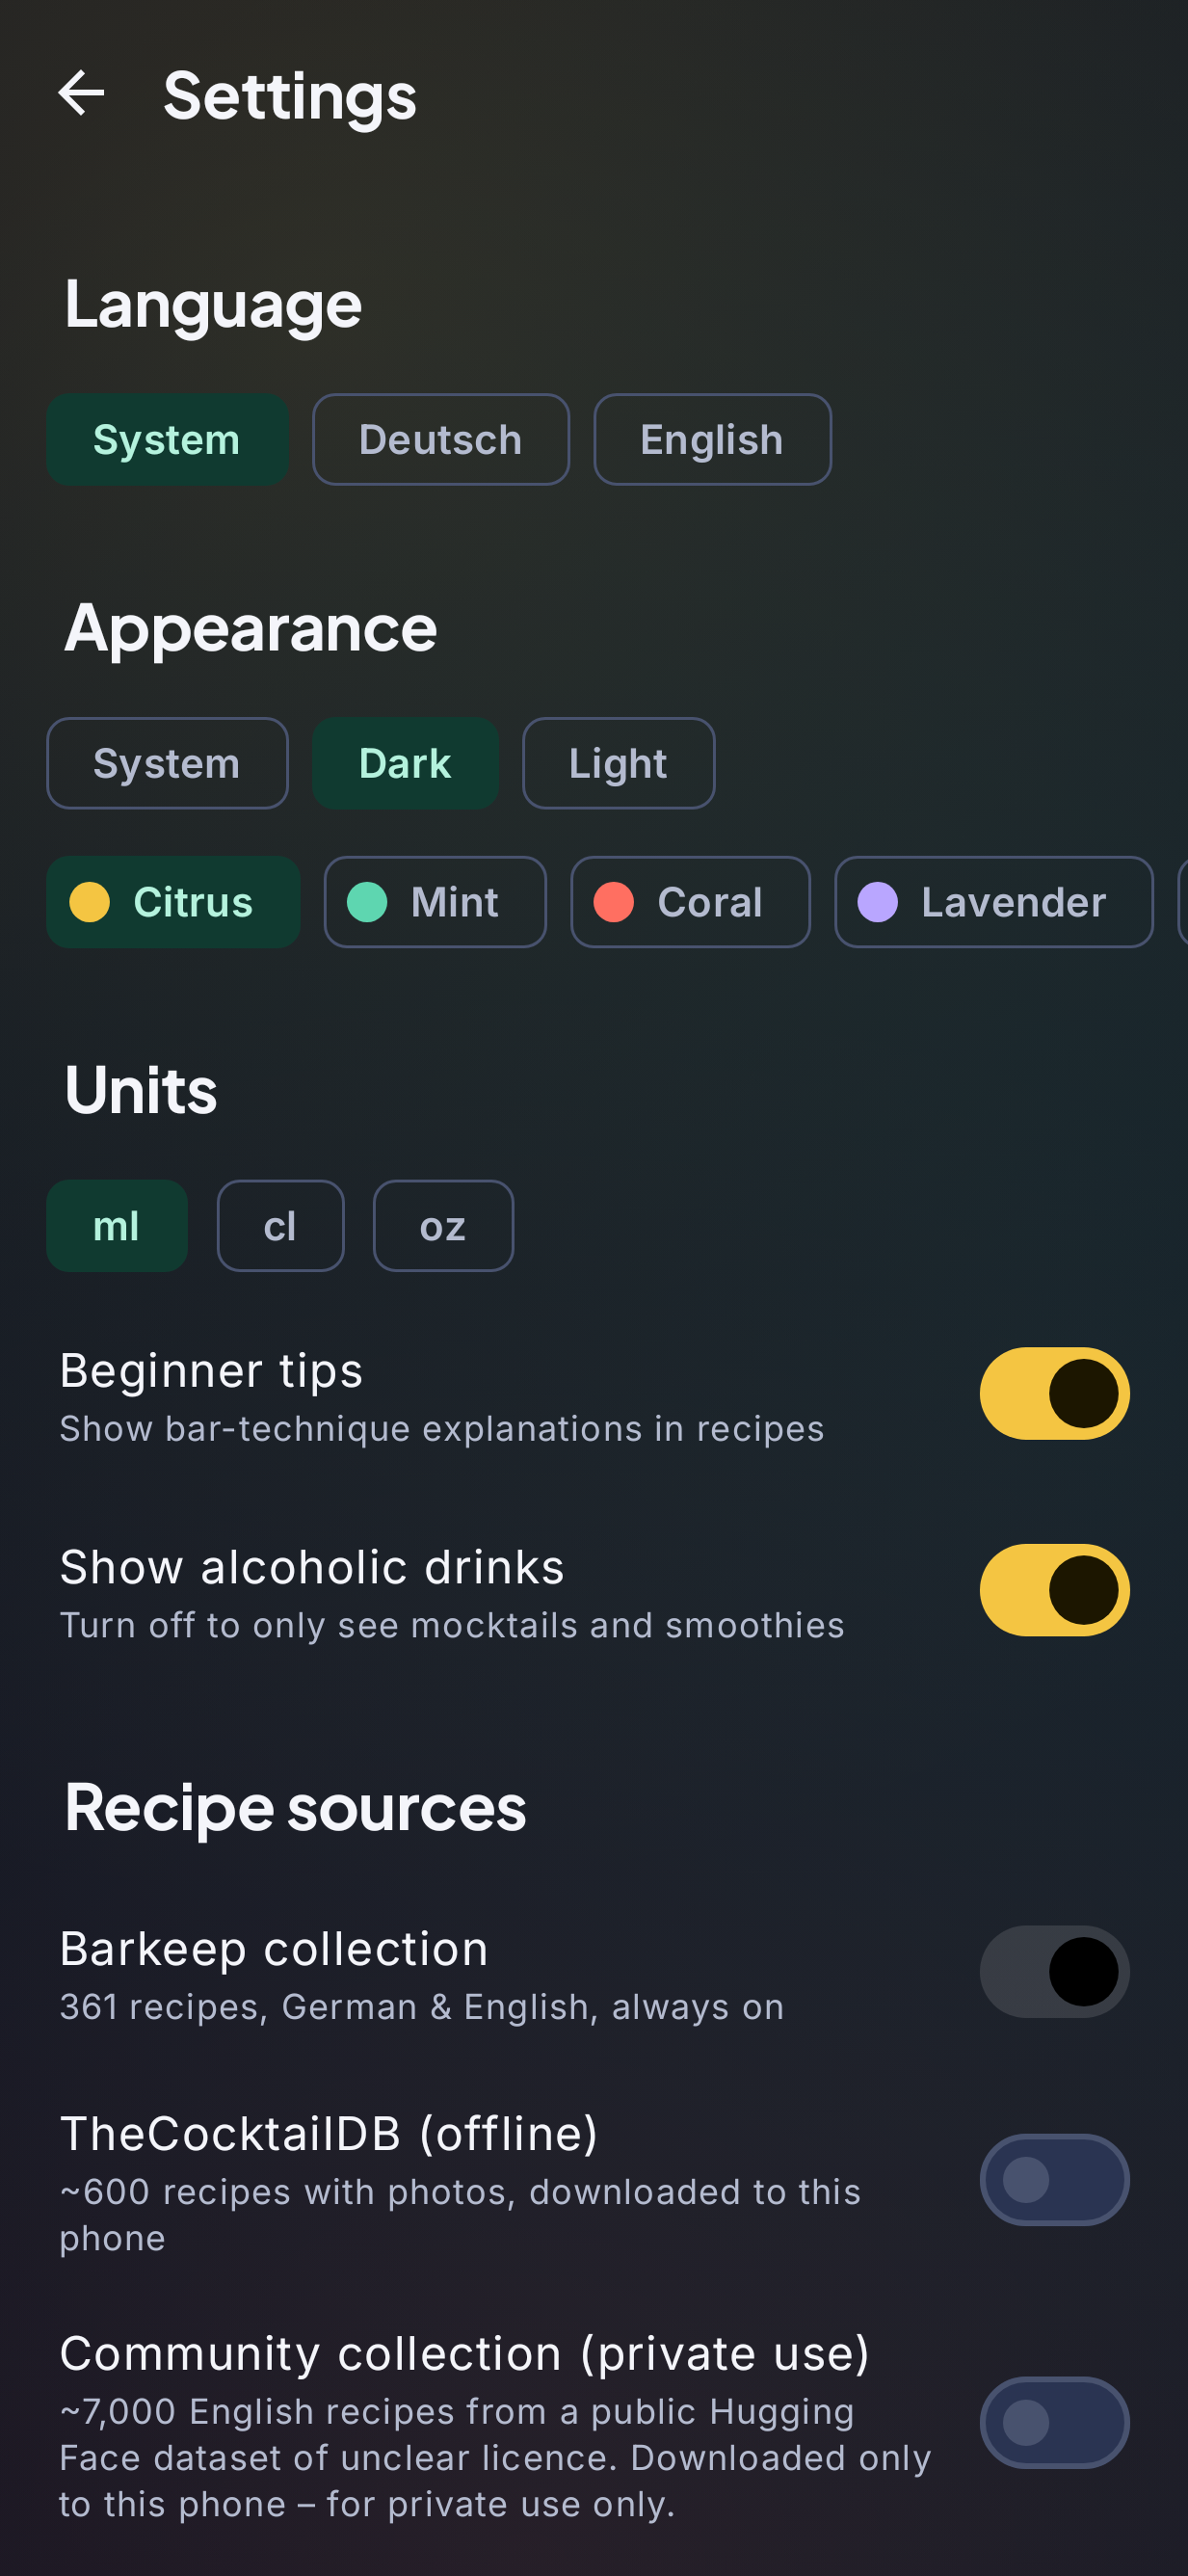 Settings
Language
System Deutsch English
Appearance
System Dark Light
Citrus Mint Coral Lavender
Units
ml cl oz
Beginner tips
Show bar-technique explanations in recipes
Show alcoholic drinks
Turn off to only see mocktails and smoothies
Recipe sources
Barkeep collection
361 recipes, German & English, always on
TheCocktailDB (offline)
~600 recipes with photos, downloaded to this
phone
Community collection (private use)
~7,000 English recipes from a public Hugging
Face dataset of unclear licence. Downloaded only
to this phone – for private use only.